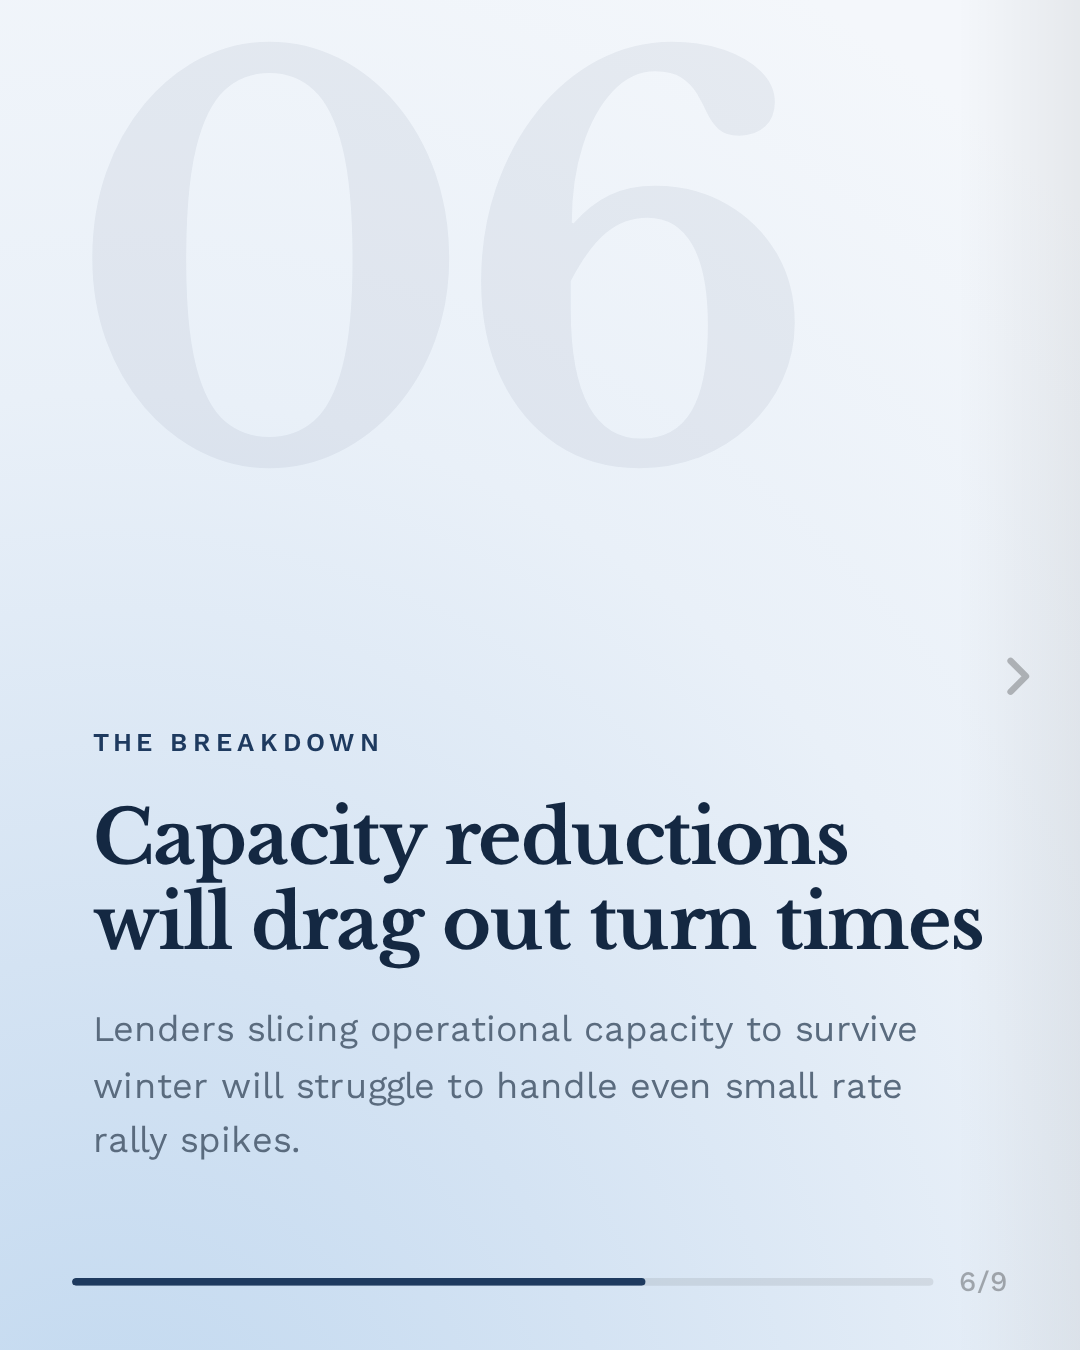 06
THE BREAKDOWN
Capacity reductions
will drag out turn times
Lenders slicing operational capacity to survive
winter will struggle to handle even small rate
rally spikes.
6/9